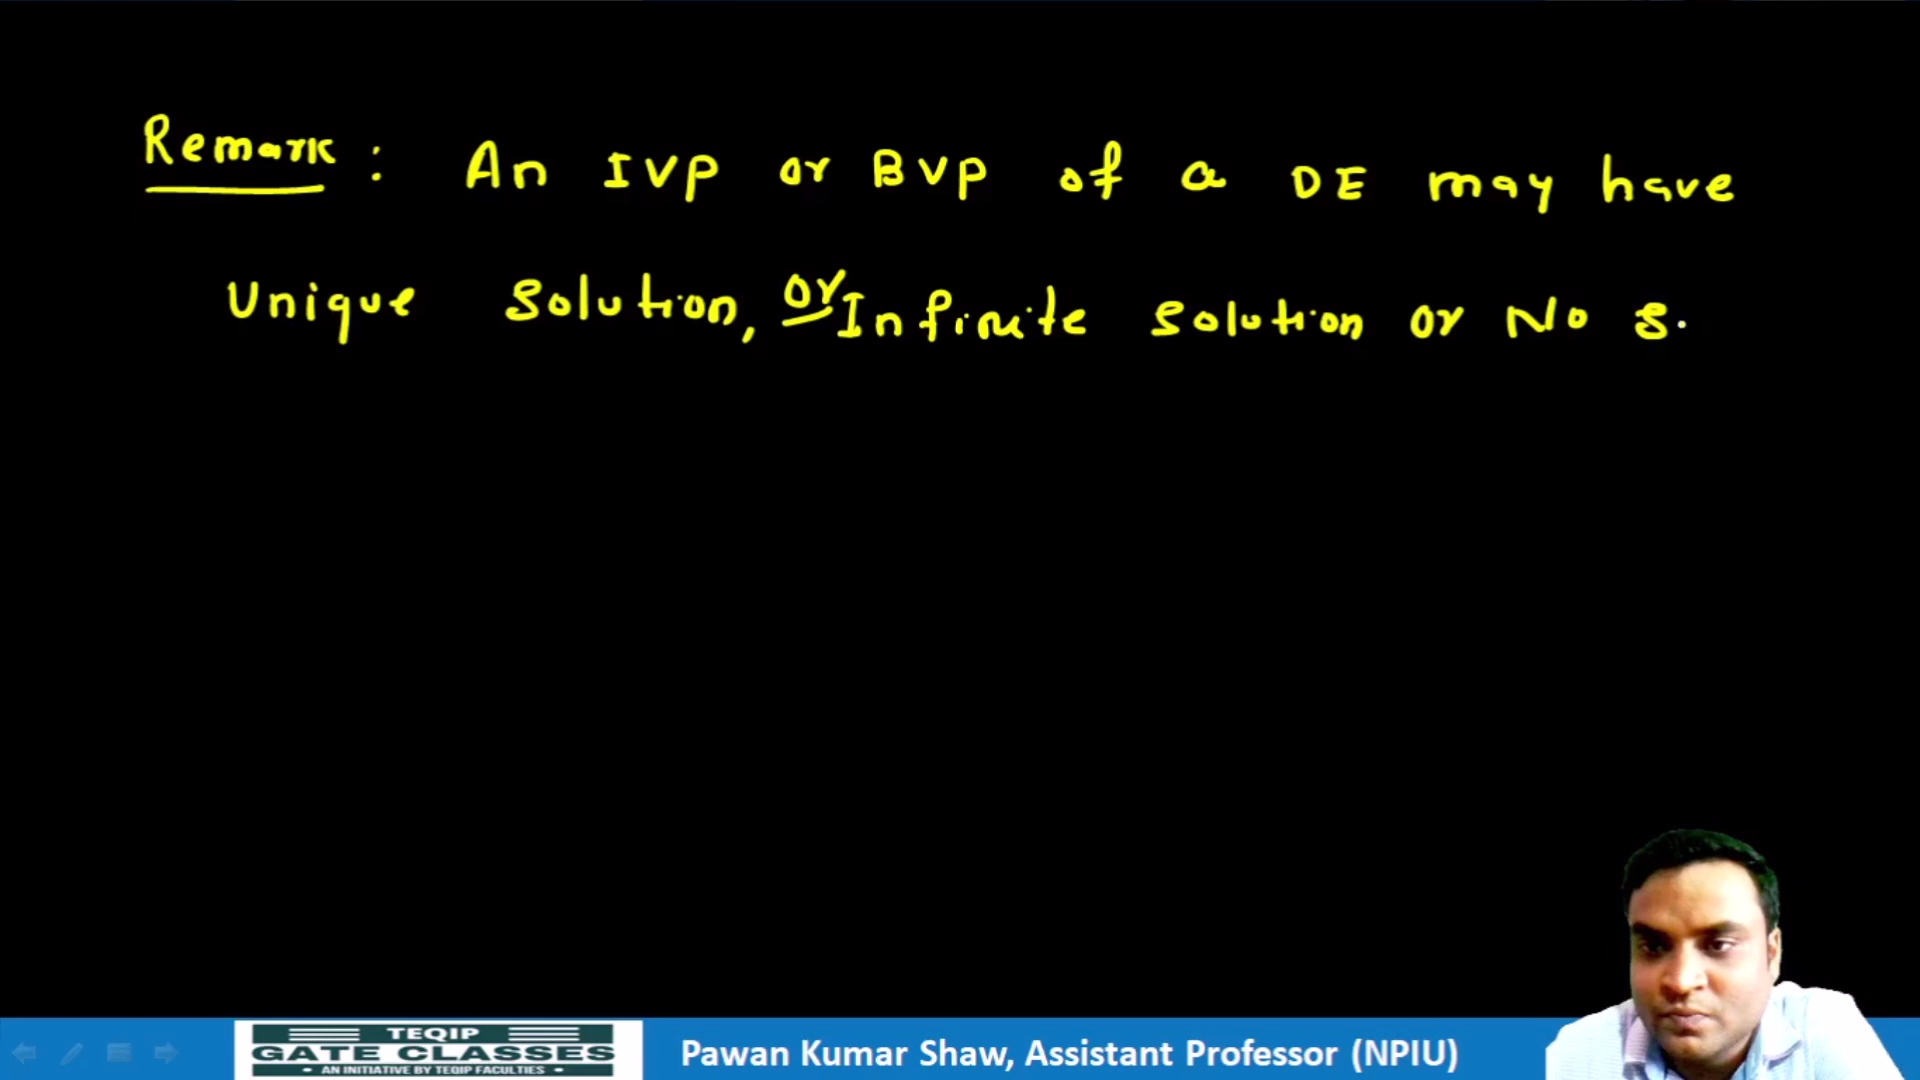 Remark : An IVP or BVP of a DE may have
Unique Solution, or Infinite Solution or No s
TEQIP
GATE CLASSES
• AN INITIATIVE BY TEQIP FACULTIES •
Pawan Kumar Shaw, Assistant Professor (NPIU)